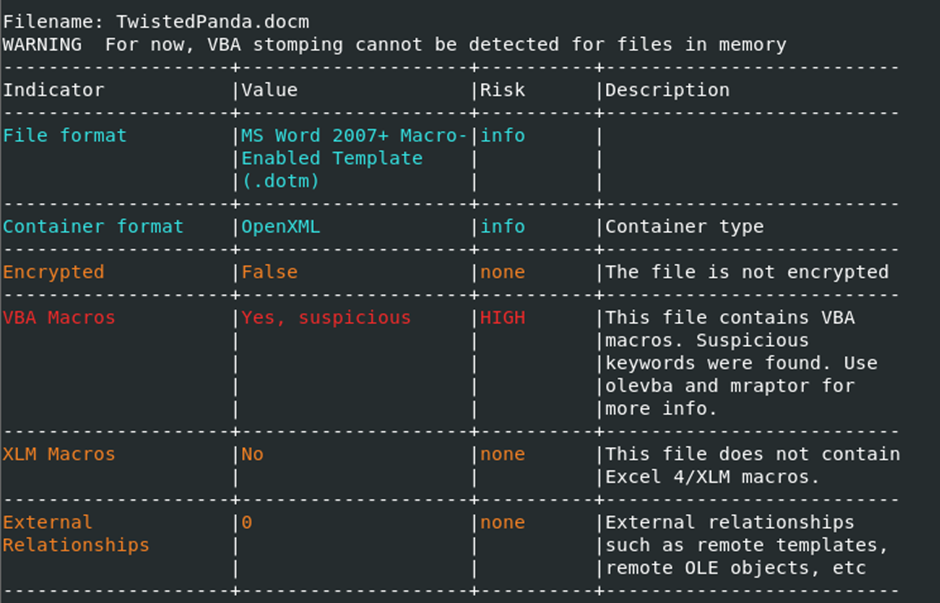 Filename: TwistedPanda.docm
WARNING  For now, VBA stomping cannot be detected for files in memory
--------------------+--------------------+----------+--------------------------
Indicator           |Value               |Risk      |Description
--------------------+--------------------+----------+--------------------------
File format         |MS Word 2007+ Macro-|info      |
                    |Enabled Template    |          |
                    |(.dotm)             |          |
--------------------+--------------------+----------+--------------------------
Container format    |OpenXML             |info      |Container type
--------------------+--------------------+----------+--------------------------
Encrypted           |False               |none      |The file is not encrypted
--------------------+--------------------+----------+--------------------------
VBA Macros          |Yes, suspicious     |HIGH      |This file contains VBA
                    |                    |          |macros. Suspicious
                    |                    |          |keywords were found. Use
                    |                    |          |olevba and mraptor for
                    |                    |          |more info.
--------------------+--------------------+----------+--------------------------
XLM Macros          |No                  |none      |This file does not contain
                    |                    |          |Excel 4/XLM macros.
--------------------+--------------------+----------+--------------------------
External            |0                   |none      |External relationships
Relationships       |                    |          |such as remote templates,
                    |                    |          |remote OLE objects, etc
--------------------+--------------------+----------+--------------------------